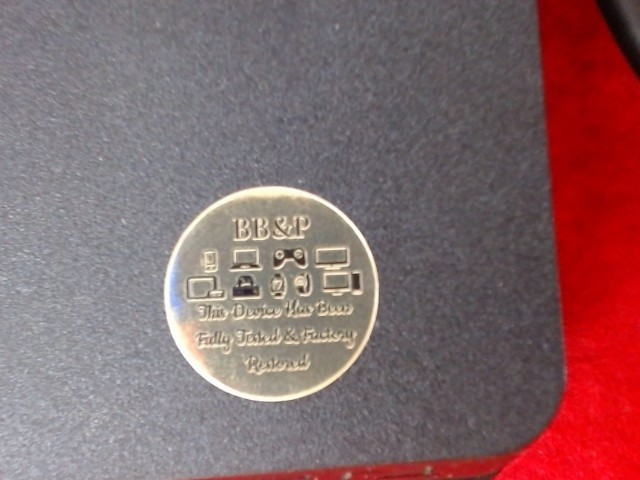 BB&P
This Device Has Been
Fully Tested & Factory
Restored